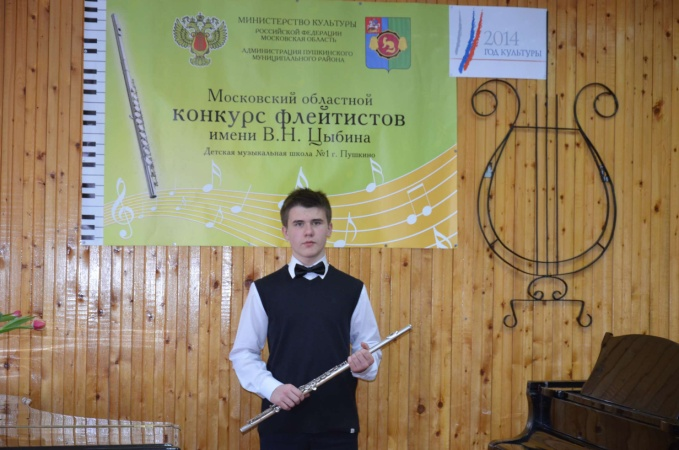 МИНИСТЕРСТВО КУЛЬТУРЫ
РОССИЙСКОЙ ФЕДЕРАЦИИ
МОСКОВСКАЯ ОБЛАСТЬ
АДМИНИСТРАЦИЯ ПУШКИНСКОГО
МУНИЦИПАЛЬНОГО РАЙОНА
Московский областной
КОНКУРС ФЛЕЙТИСТОВ
имени В.Н. Цыбина
Детская музыкальная школа №1 г. Пушкино
2014
ГОД КУЛЬТУРЫ